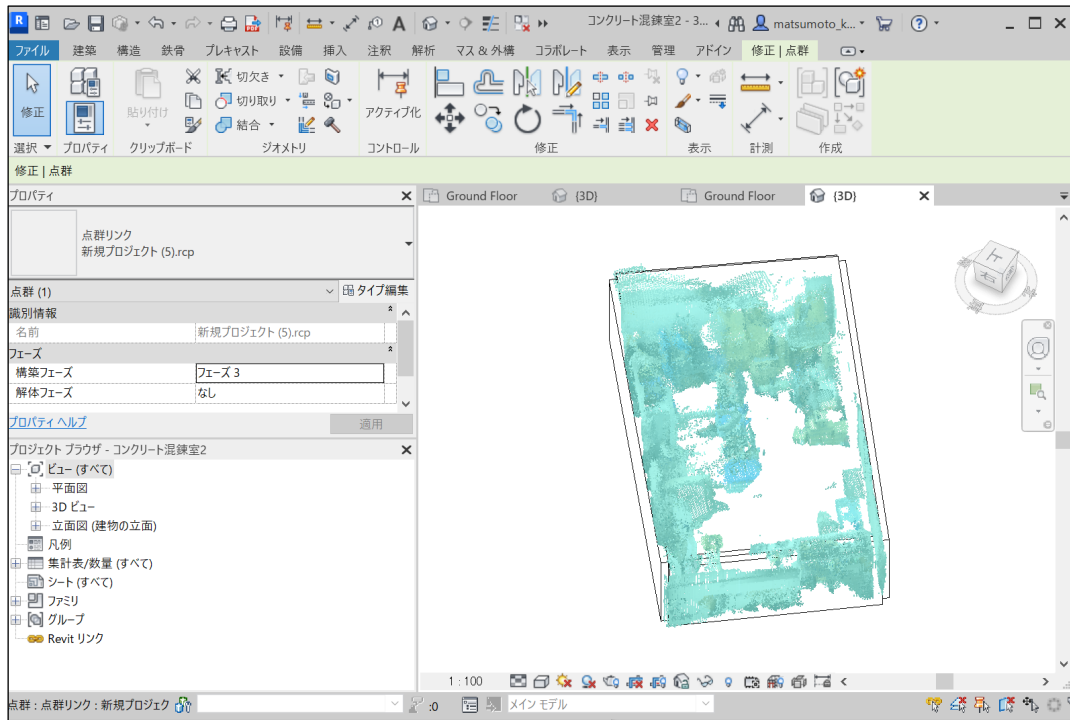 コンクリート混錬室2 - 3... matsumoto_k...
ファイル 建築 構造 鉄骨 プレキャスト 設備 挿入 注釈 解析 マス & 外構 コラボレート 表示 管理 アドイン 修正 | 点群
修正 貼り付け 切り欠き 切り取り 結合 アクティブ化
選択 プロパティ クリップボード ジオメトリ コントロール 修正 表示 計測 作成
修正 | 点群
プロパティ
Ground Floor {3D} Ground Floor {3D}
点群リンク
新規プロジェクト (5).rcp
点群 (1) タイプ編集
識別情報
名前 新規プロジェクト (5).rcp
フェーズ
構築フェーズ フェーズ 3
解体フェーズ なし
プロパティ ヘルプ 適用
プロジェクト ブラウザ - コンクリート混錬室2
ビュー (すべて)
平面図
3D ビュー
立面図 (建物の立面)
凡例
集計表/数量 (すべて)
シート (すべて)
ファミリ
グループ
Revit リンク
上
右
1 : 100
点群 : 点群リンク : 新規プロジェク :0 メイン モデル